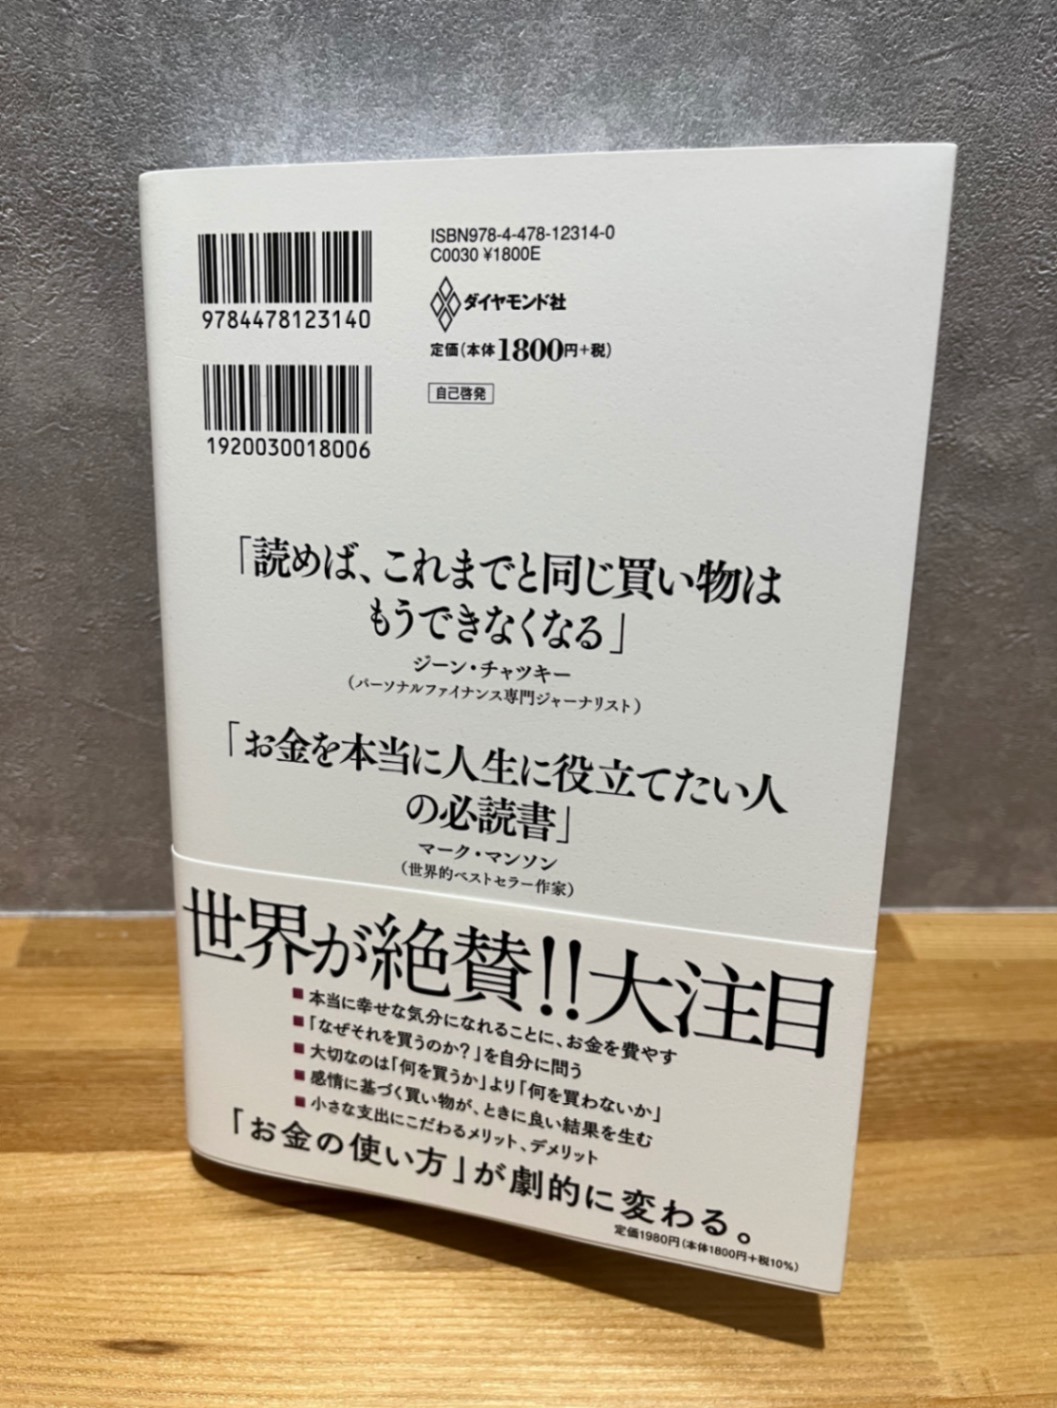 9784478123140
1920030018006
ISBN978-4-478-12314-0
C0030 ¥1800E
ダイヤモンド社
定価(本体1800円+税)
自己啓発
「読めば、これまでと同じ買い物は
もうできなくなる」
ジーン・チャツキー
(パーソナルファイナンス専門ジャーナリスト)
「お金を本当に人生に役立てたい人
の必読書」
マーク・マンソン
(世界的ベストセラー作家)
世界が絶賛!!大注目
■ 本当に幸せな気分になれることに、お金を費やす
■ 「なぜそれを買うのか?」を自分に問う
■ 大切なのは「何を買うか」より「何を買わないか」
■ 感情に基づく買い物が、ときに良い結果を生む
■ 小さな支出にこだわるメリット、デメリット
「お金の使い方」が劇的に変わる。
定価1980円(本体1800円+税10%)